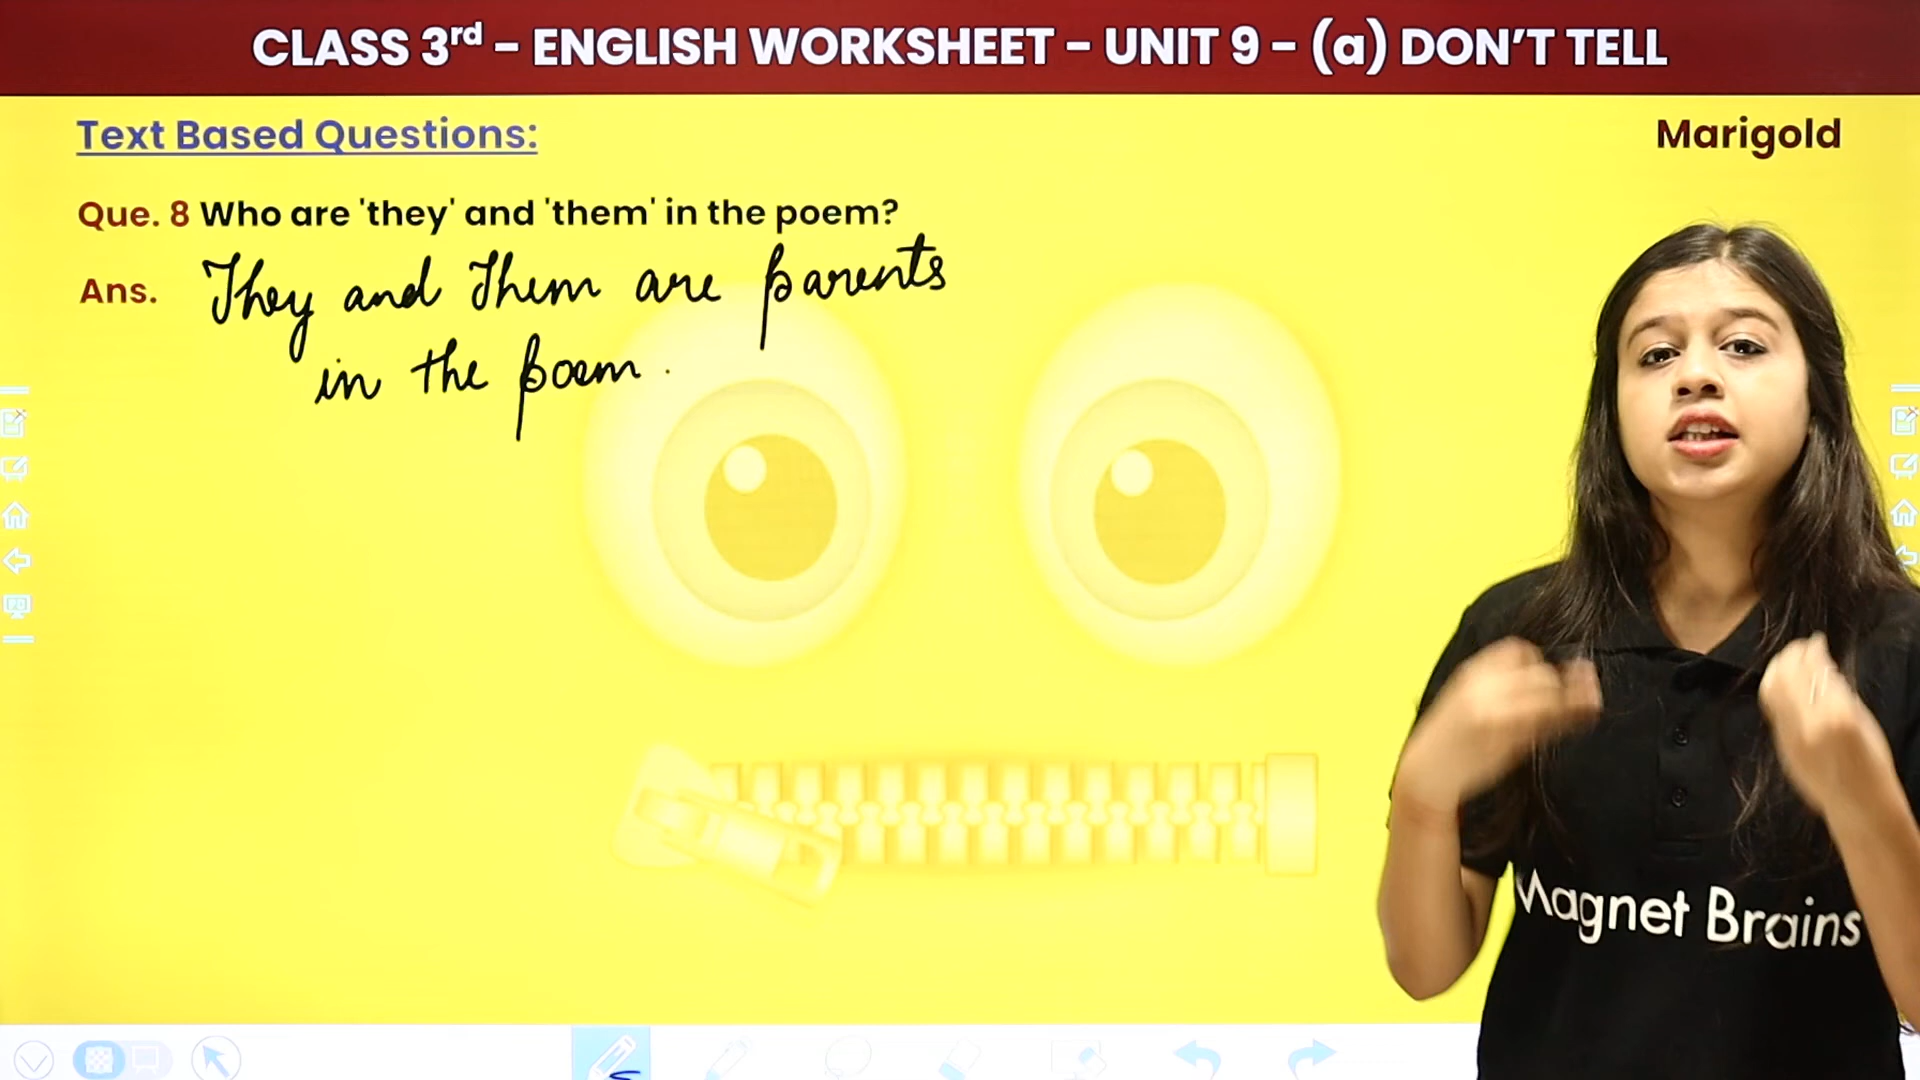 CLASS 3rd – ENGLISH WORKSHEET – UNIT 9 – (a) DON'T TELL
Text Based Questions:
Marigold
Que. 8 Who are 'they' and 'them' in the poem?
Ans. They and Them are parents
in the poem.
Magnet Brains